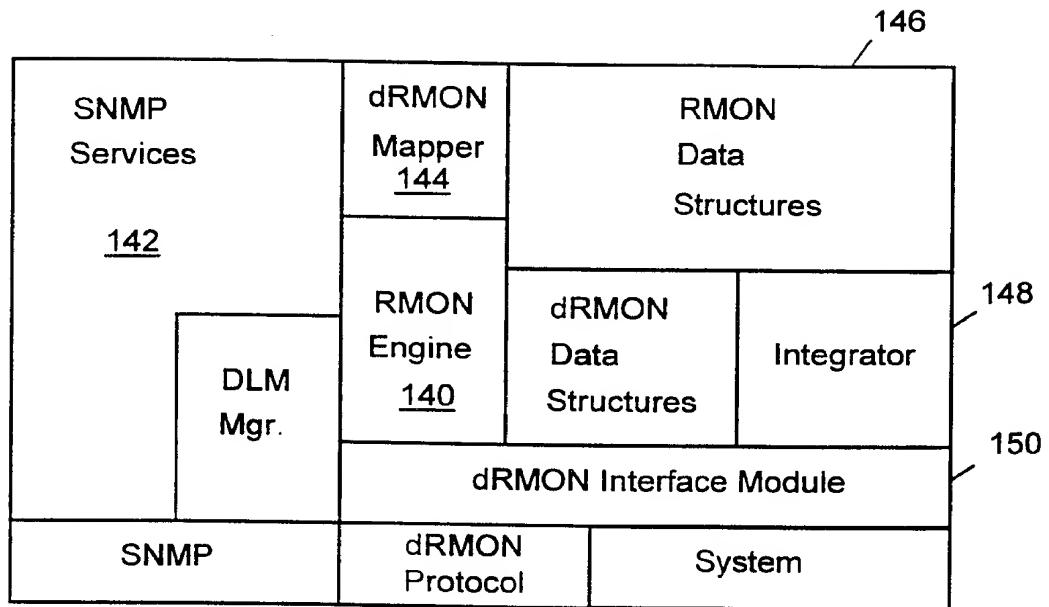 146
SNMP
Services
142
dRMON
Mapper
144
RMON
Data
Structures
RMON
Engine
140
dRMON
Data
Structures
Integrator
148
DLM
Mgr.
dRMON Interface Module
150
SNMP
dRMON
Protocol
System